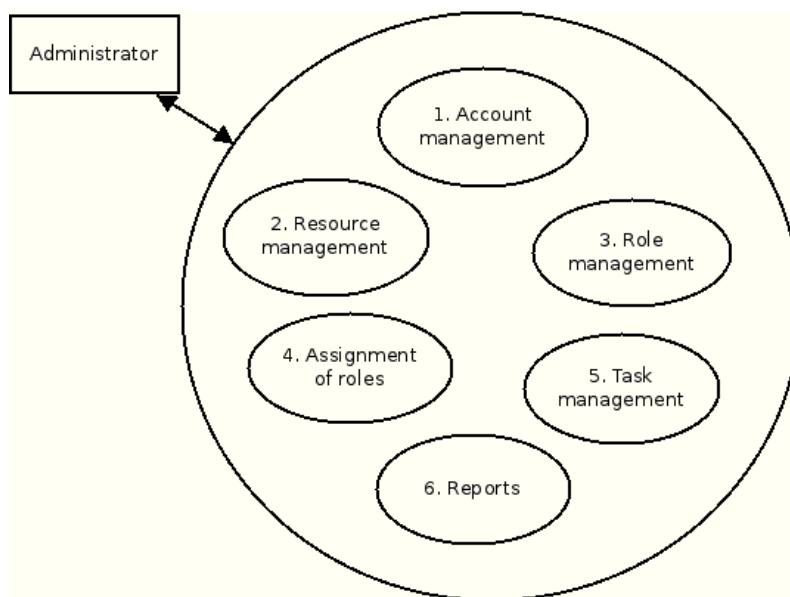 Administrator
1. Account
management
2. Resource
management
3. Role
management
4. Assignment
of roles
5. Task
management
6. Reports